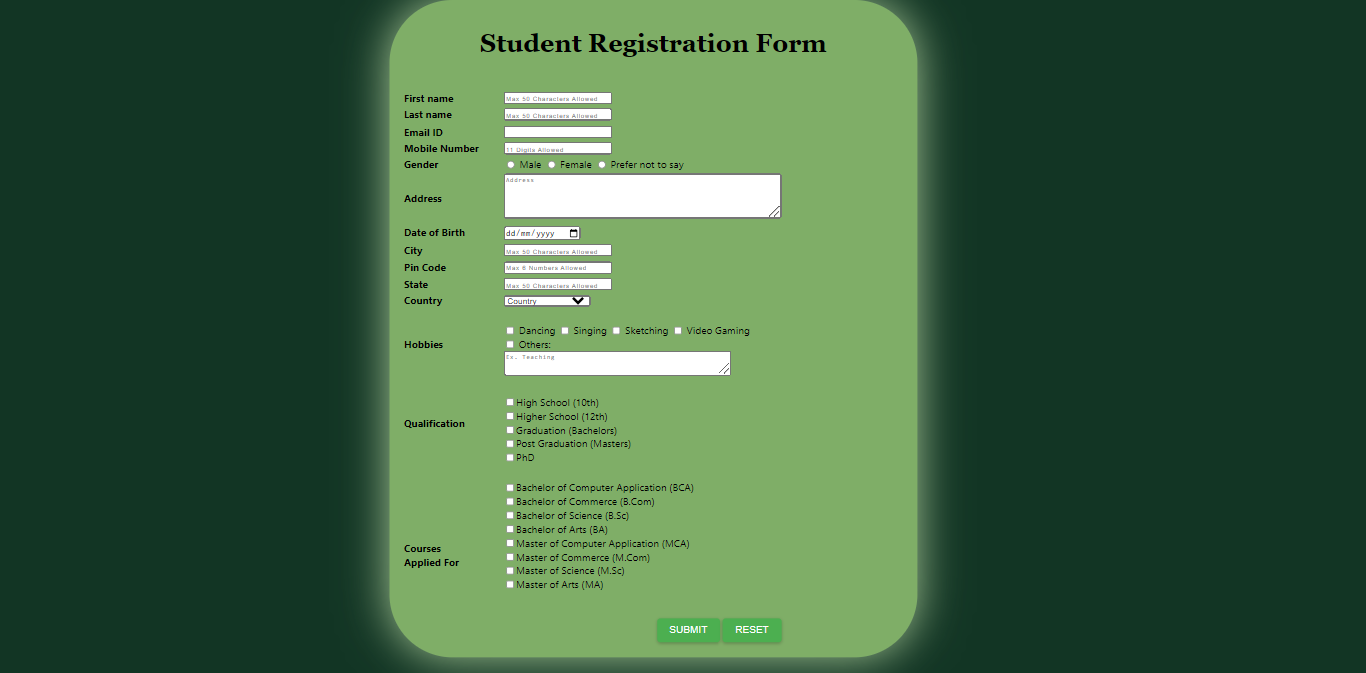 Student Registration Form
First name Max 50 Characters Allowed
Last name Max 50 Characters Allowed
Email ID
Mobile Number 11 Digits Allowed
Gender Male Female Prefer not to say
Address Address
Date of Birth dd/mm/yyyy
City Max 50 Characters Allowed
Pin Code Max 8 Numbers Allowed
State Max 50 Characters Allowed
Country Country
Dancing Singing Sketching Video Gaming
Hobbies Others:
Ex. Teaching
High School (10th)
Higher School (12th)
Qualification Graduation (Bachelors)
Post Graduation (Masters)
PhD
Bachelor of Computer Application (BCA)
Bachelor of Commerce (B.Com)
Bachelor of Science (B.Sc)
Bachelor of Arts (BA)
Courses Master of Computer Application (MCA)
Applied For Master of Commerce (M.Com)
Master of Science (M.Sc)
Master of Arts (MA)
SUBMIT RESET